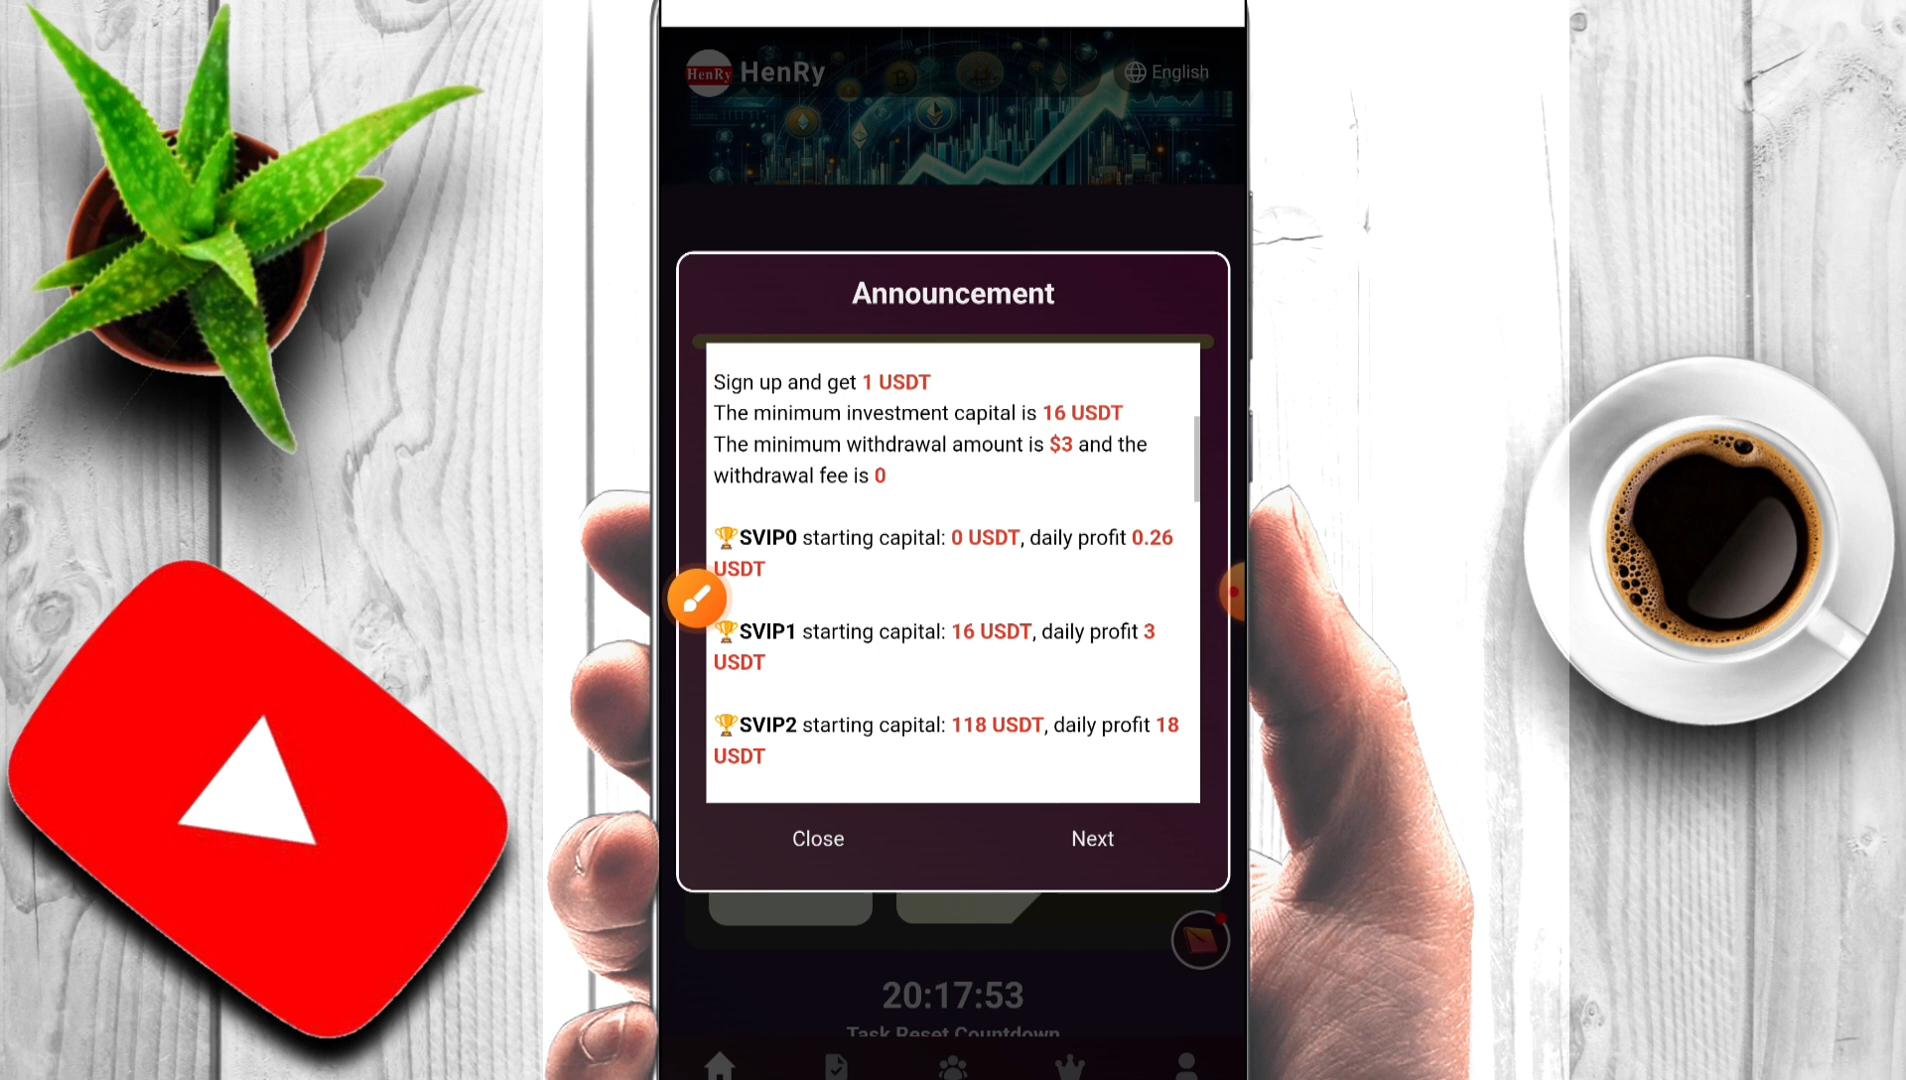 HenRy HenRy English
Announcement
Sign up and get 1 USDT
The minimum investment capital is 16 USDT
The minimum withdrawal amount is $3 and the
withdrawal fee is 0
🏆SVIP0 starting capital: 0 USDT, daily profit 0.26
USDT
🏆SVIP1 starting capital: 16 USDT, daily profit 3
USDT
🏆SVIP2 starting capital: 118 USDT, daily profit 18
USDT
Close Next
20:17:53
Task Reset Countdown